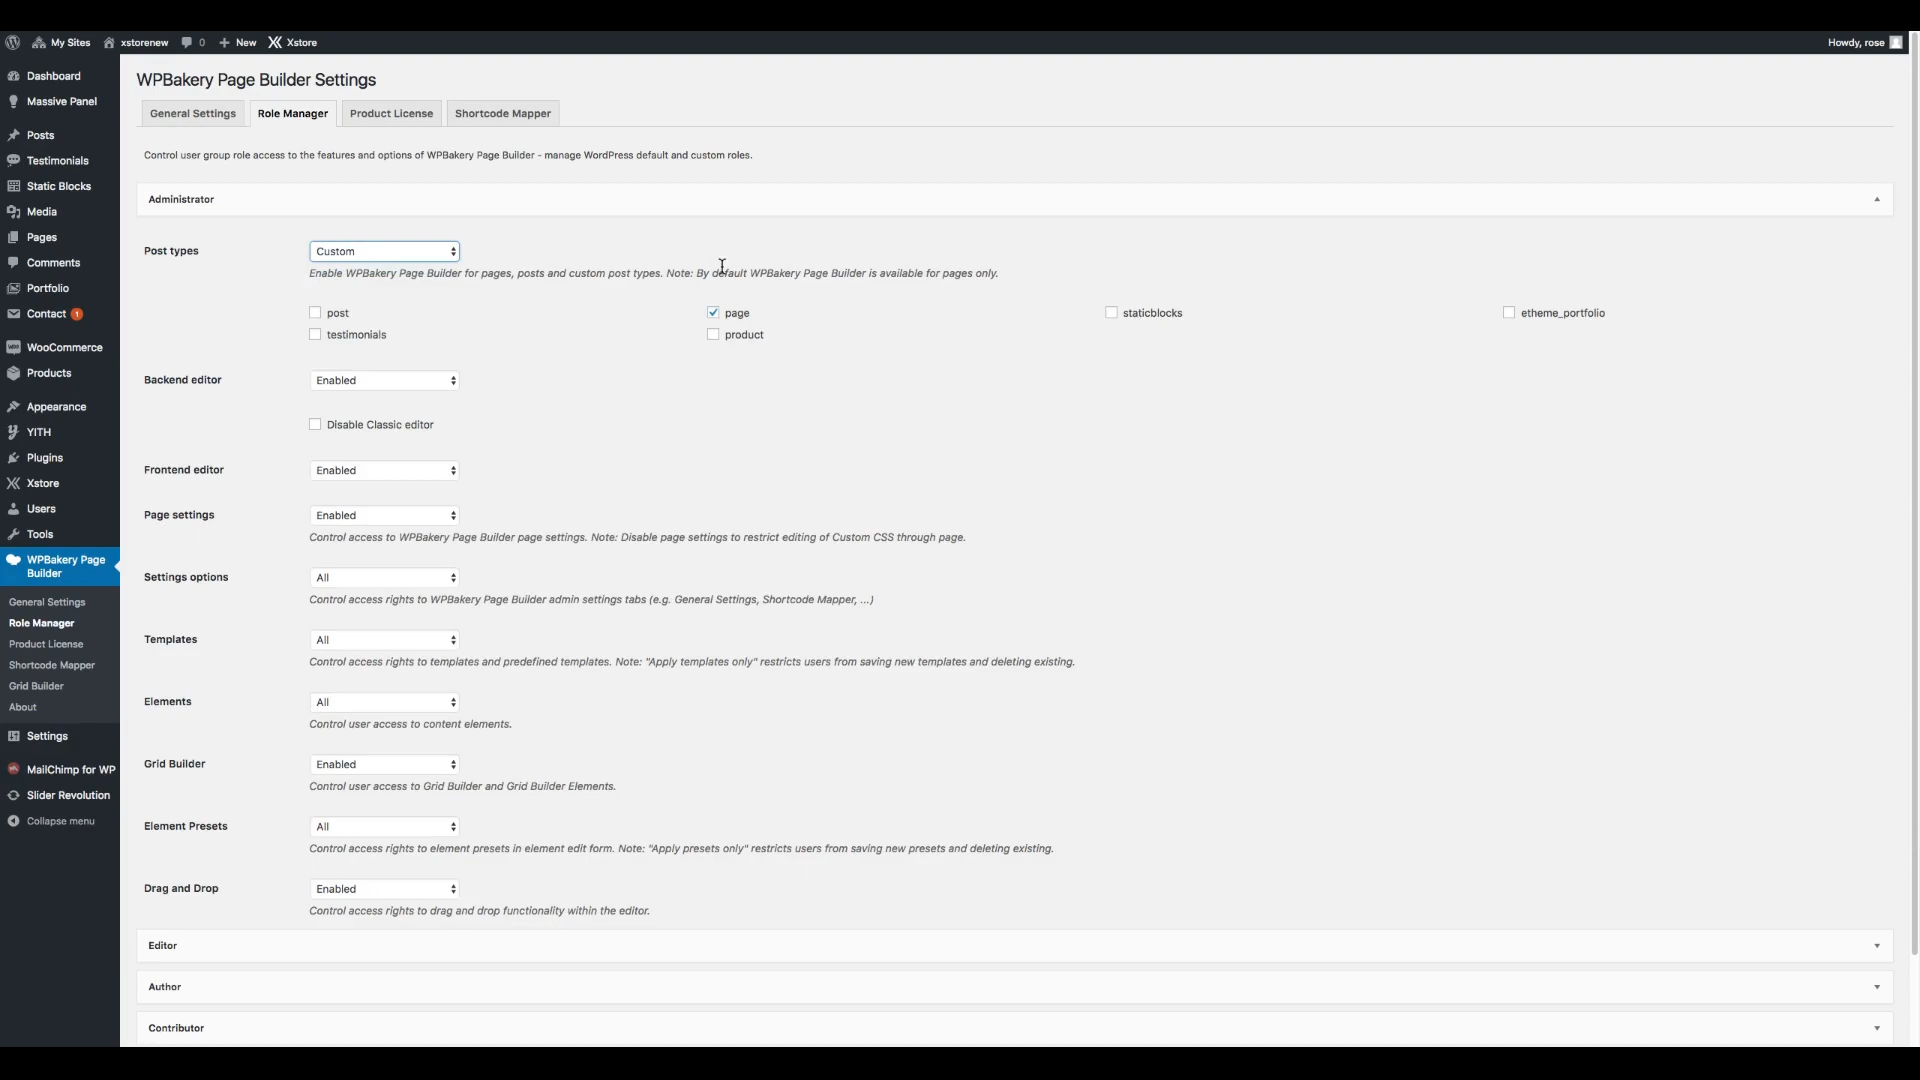 My Sites
xstorenew
0
New
Xstore
Howdy, rose
Dashboard
Massive Panel
Posts
Testimonials
Static Blocks
Media
Pages
Comments
Portfolio
Contact 1
WooCommerce
Products
Appearance
YITH
Plugins
Xstore
Users
Tools
WPBakery Page
Builder
General Settings
Role Manager
Product License
Shortcode Mapper
Grid Builder
About
Settings
MailChimp for WP
Slider Revolution
Collapse menu
WPBakery Page Builder Settings
General Settings
Role Manager
Product License
Shortcode Mapper
Control user group role access to the features and options of WPBakery Page Builder - manage WordPress default and custom roles.
Administrator
Post types
Custom
Enable WPBakery Page Builder for pages, posts and custom post types. Note: By default WPBakery Page Builder is available for pages only.
post
page
staticblocks
etheme_portfolio
testimonials
product
Backend editor
Enabled
Disable Classic editor
Frontend editor
Enabled
Page settings
Enabled
Control access to WPBakery Page Builder page settings. Note: Disable page settings to restrict editing of Custom CSS through page.
Settings options
All
Control access rights to WPBakery Page Builder admin settings tabs (e.g. General Settings, Shortcode Mapper, ...)
Templates
All
Control access rights to templates and predefined templates. Note: "Apply templates only" restricts users from saving new templates and deleting existing.
Elements
All
Control user access to content elements.
Grid Builder
Enabled
Control user access to Grid Builder and Grid Builder Elements.
Element Presets
All
Control access rights to element presets in element edit form. Note: "Apply presets only" restricts users from saving new presets and deleting existing.
Drag and Drop
Enabled
Control access rights to drag and drop functionality within the editor.
Editor
Author
Contributor